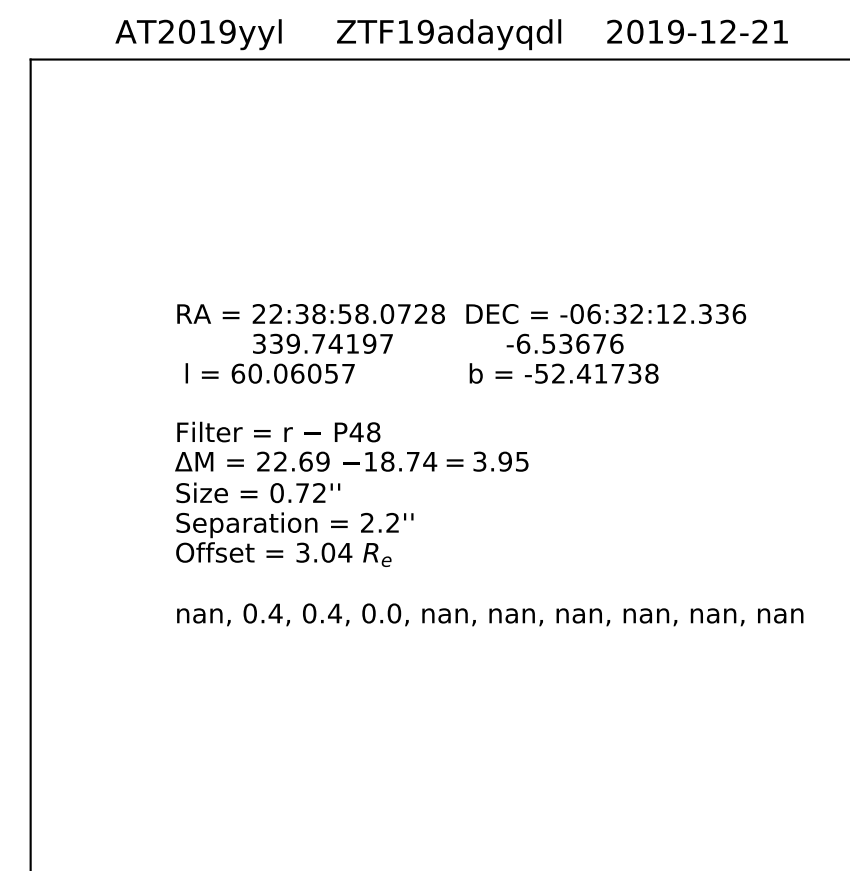 AT2019yyl ZTF19adayqdl 2019-12-21
RA = 22:38:58.0728 DEC = -06:32:12.336
339.74197 -6.53676
l = 60.06057 b = -52.41738
Filter = r − P48
ΔM = 22.69 −18.74 = 3.95
Size = 0.72''
Separation = 2.2''
Offset = 3.04 Re
nan, 0.4, 0.4, 0.0, nan, nan, nan, nan, nan, nan